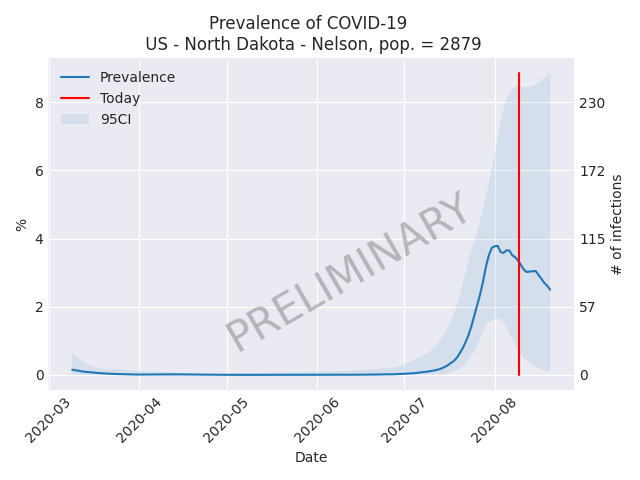 Prevalence of COVID-19
US - North Dakota - Nelson, pop. = 2879
Prevalence
Today
95CI
8
6
4
2
0
%
230
172
115
57
0
# of infections
PRELIMINARY
2020-03
2020-04
2020-05
2020-06
2020-07
2020-08
Date